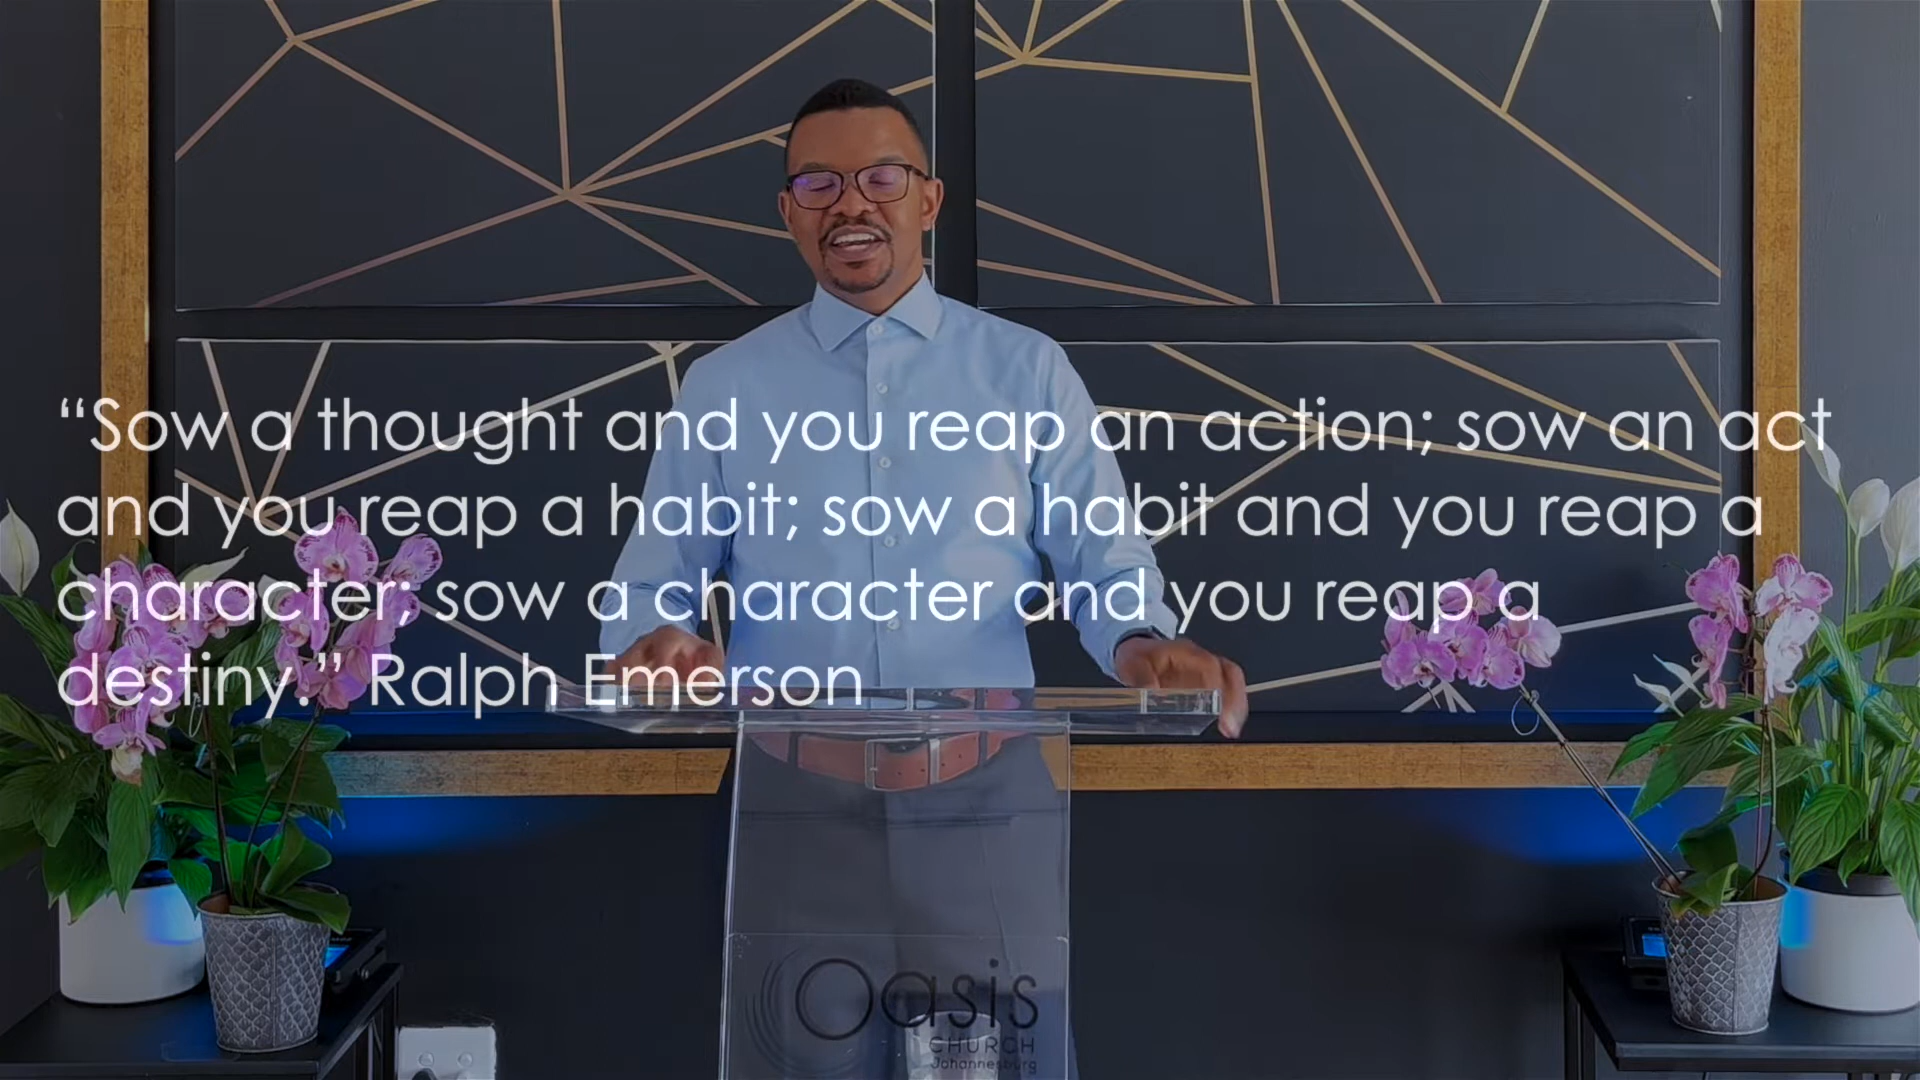 “Sow a thought and you reap an action; sow an act
and you reap a habit; sow a habit and you reap a
character; sow a character and you reap a
destiny.” Ralph Emerson
Oasis
CHURCH
Johannesburg